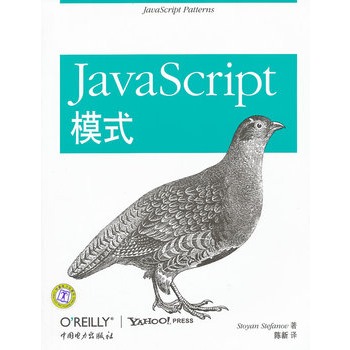 JavaScript Patterns
JavaScript
模式
O'REILLY®
YAHOO! PRESS
中国电力出版社
Stoyan Stefanov 著
陈新 译